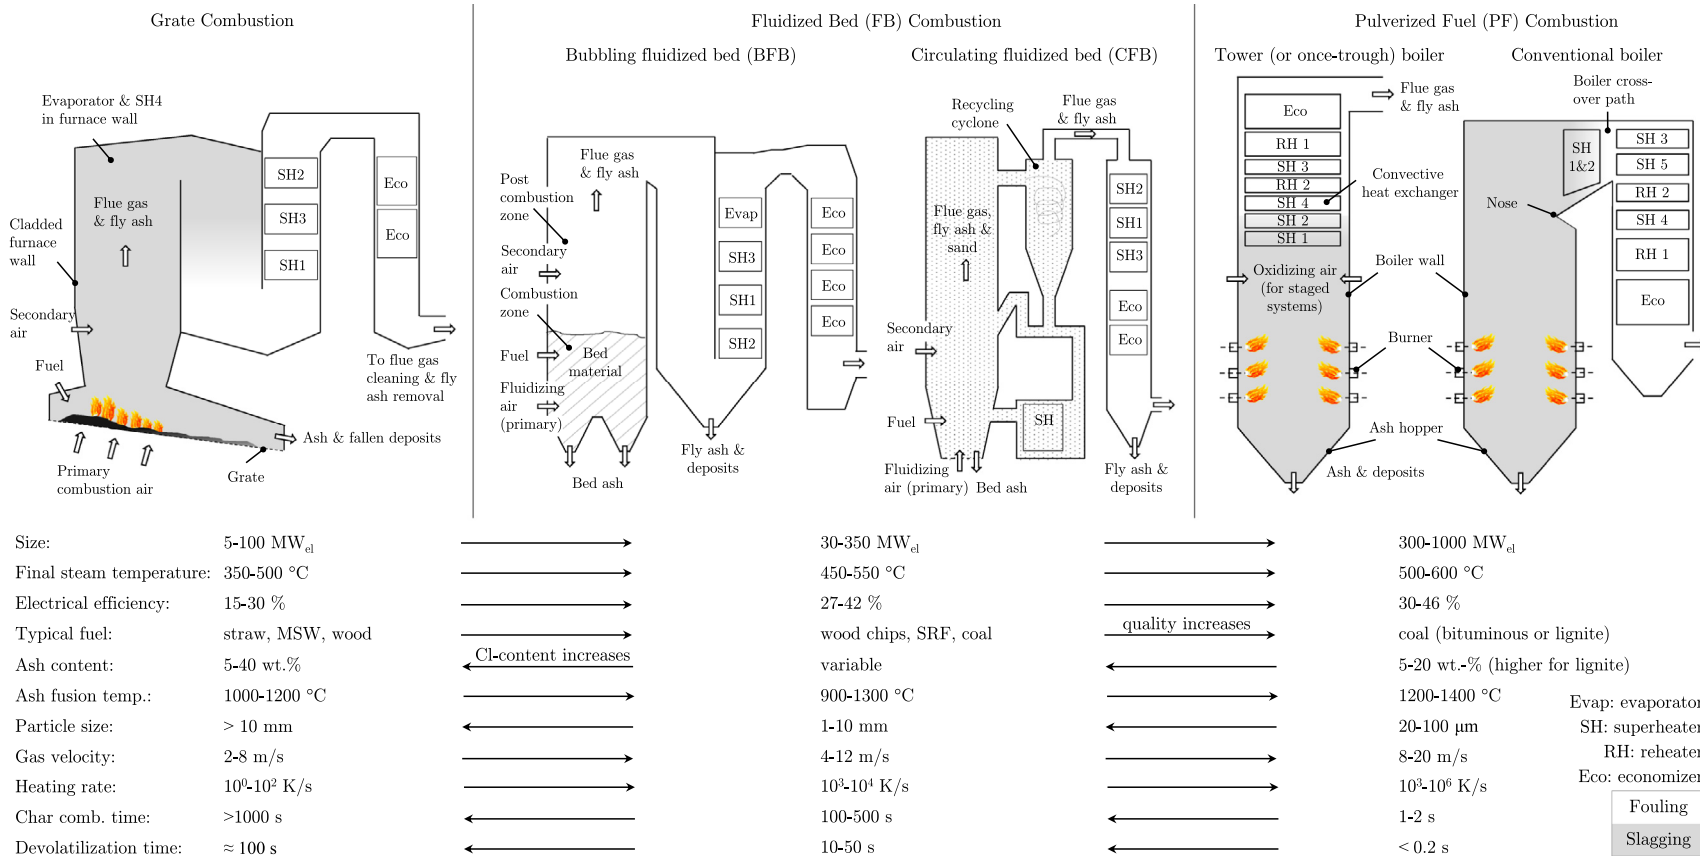 Grate Combustion
Evaporator & SH4
in furnace wall
Flue gas
& fly ash
Cladded
furnace
wall
Secondary
air
Fuel
SH2
SH3
SH1
Eco
Eco
To flue gas
cleaning & fly
ash removal
Ash & fallen deposits
Primary
combustion air
Grate
Fluidized Bed (FB) Combustion
Bubbling fluidized bed (BFB)
Flue gas
& fly ash
Post
combustion
zone
Secondary
air
Combustion
zone
Fuel
Bed
material
Fluidizing
air
(primary)
Evap
SH3
SH1
SH2
Eco
Eco
Eco
Eco
Fly ash &
deposits
Bed ash
Circulating fluidized bed (CFB)
Recycling
cyclone
Flue gas
& fly ash
Flue gas,
fly ash &
sand
Secondary
air
Fuel
SH
Fluidizing
air (primary)
Bed ash
SH2
SH1
SH3
Eco
Eco
Fly ash &
deposits
Pulverized Fuel (PF) Combustion
Tower (or once-trough) boiler
Eco
RH 1
SH 3
RH 2
SH 4
SH 2
SH 1
Flue gas
& fly ash
Convective
heat exchanger
Oxidizing air
(for staged
systems)
Boiler wall
Burner
Ash hopper
Ash & deposits
Conventional boiler
Boiler cross-
over path
SH
1&2
Nose
SH 3
SH 5
RH 2
SH 4
RH 1
Eco
Size: 5-100 MWel 30-350 MWel 300-1000 MWel
Final steam temperature: 350-500 °C 450-550 °C 500-600 °C
Electrical efficiency: 15-30 % 27-42 % 30-46 %
Typical fuel: straw, MSW, wood wood chips, SRF, coal quality increases coal (bituminous or lignite)
Ash content: 5-40 wt.% Cl-content increases variable 5-20 wt.-% (higher for lignite)
Ash fusion temp.: 1000-1200 °C 900-1300 °C 1200-1400 °C
Particle size: > 10 mm 1-10 mm 20-100 μm
Gas velocity: 2-8 m/s 4-12 m/s 8-20 m/s
Heating rate: 10⁰-10² K/s 10³-10⁴ K/s 10³-10⁶ K/s
Char comb. time: >1000 s 100-500 s 1-2 s
Devolatilization time: ≈ 100 s 10-50 s < 0.2 s
Evap: evaporator
SH: superheater
RH: reheater
Eco: economizer
Fouling
Slagging